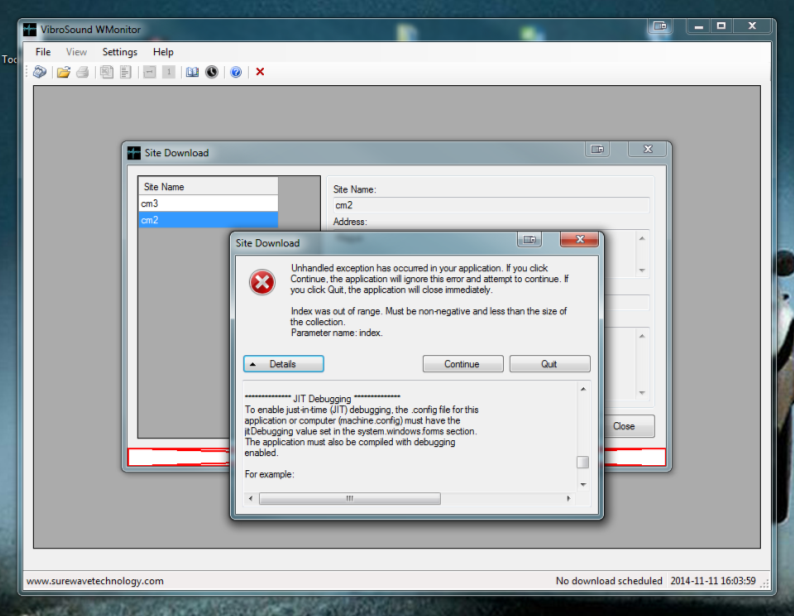 VibroSound WMonitor
File View Settings Help
Site Download
Site Name
cm3
cm2
Site Name:
cm2
Address:
Site Download
Unhandled exception has occurred in your application. If you click
Continue, the application will ignore this error and attempt to continue. If
you click Quit, the application will close immediately.
Index was out of range. Must be non-negative and less than the size of
the collection.
Parameter name: index.
Details
Continue
Quit
************** JIT Debugging **************
To enable just-in-time (JIT) debugging, the .config file for this
application or computer (machine.config) must have the
jitDebugging value set in the system.windows.forms section.
The application must also be compiled with debugging
enabled.
For example:
Close
www.surewavetechnology.com
No download scheduled 2014-11-11 16:03:59